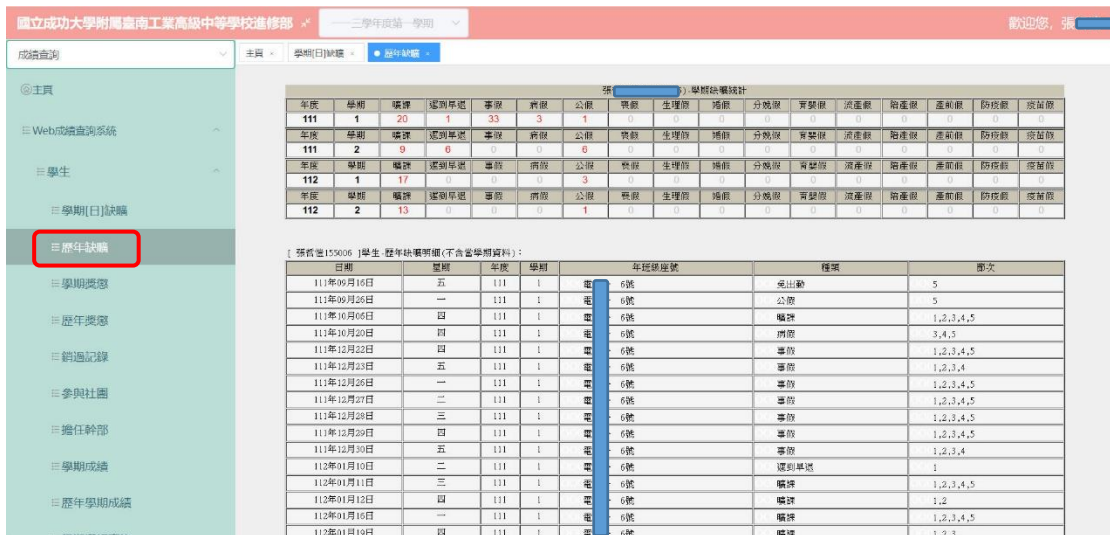 國立成功大學附屬臺南工業高級中等學校進修部 一一三學年度第一學期 歡迎您, 張
成績查詢 主頁 × 學期[日]缺曠 × 歷年缺曠 ×
主頁
Web成績查詢系統
學生
學期[日]缺曠
歷年缺曠
學期獎懲
歷年獎懲
銷過記錄
參與社團
擔任幹部
學期成績
歷年學期成績
張 )-學期缺曠統計
年度 學期 曠課 遲到早退 事假 病假 公假 喪假 生理假 婚假 分娩假 育嬰假 流產假 陪產假 產前假 防疫假 疫苗假
111 1 20 1 33 3 1 0 0 0 0 0 0 0 0 0 0
年度 學期 曠課 遲到早退 事假 病假 公假 喪假 生理假 婚假 分娩假 育嬰假 流產假 陪產假 產前假 防疫假 疫苗假
111 2 9 6 0 0 6 0 0 0 0 0 0 0 0 0 0
年度 學期 曠課 遲到早退 事假 病假 公假 喪假 生理假 婚假 分娩假 育嬰假 流產假 陪產假 產前假 防疫假 疫苗假
112 1 17 0 0 0 3 0 0 0 0 0 0 0 0 0 0
年度 學期 曠課 遲到早退 事假 病假 公假 喪假 生理假 婚假 分娩假 育嬰假 流產假 陪產假 產前假 防疫假 疫苗假
112 2 13 0 0 0 1 0 0 0 0 0 0 0 0 0 0
155006 ]學生-歷年缺曠明細(不含當學期資料):
日期 星期 年度 學期 年班級座號 種類 節次
111年09月16日 五 111 1 電 6號 免出勤 5
111年09月26日 一 111 1 電 6號 公假 5
111年10月06日 四 111 1 電 6號 曠課 1,2,3,4,5
111年10月20日 四 111 1 電 6號 病假 3,4,5
111年12月22日 四 111 1 電 6號 事假 1,2,3,4,5
111年12月23日 五 111 1 電 6號 事假 1,2,3,4
111年12月26日 一 111 1 電 6號 事假 1,2,3,4,5
111年12月27日 二 111 1 電 6號 事假 1,2,3,4,5
111年12月28日 三 111 1 電 6號 事假 1,2,3,4,5
111年12月29日 四 111 1 電 6號 事假 1,2,3,4,5
111年12月30日 五 111 1 電 6號 事假 1,2,3,4
112年01月10日 二 111 1 電 6號 遲到早退 1
112年01月11日 三 111 1 電 6號 曠課 1,2,3,4,5
112年01月12日 四 111 1 電 6號 曠課 1,2
112年01月16日 一 111 1 電 6號 曠課 1,2,3,4,5
112年01月19日 四 111 1 電 6號 曠課 1,2,3